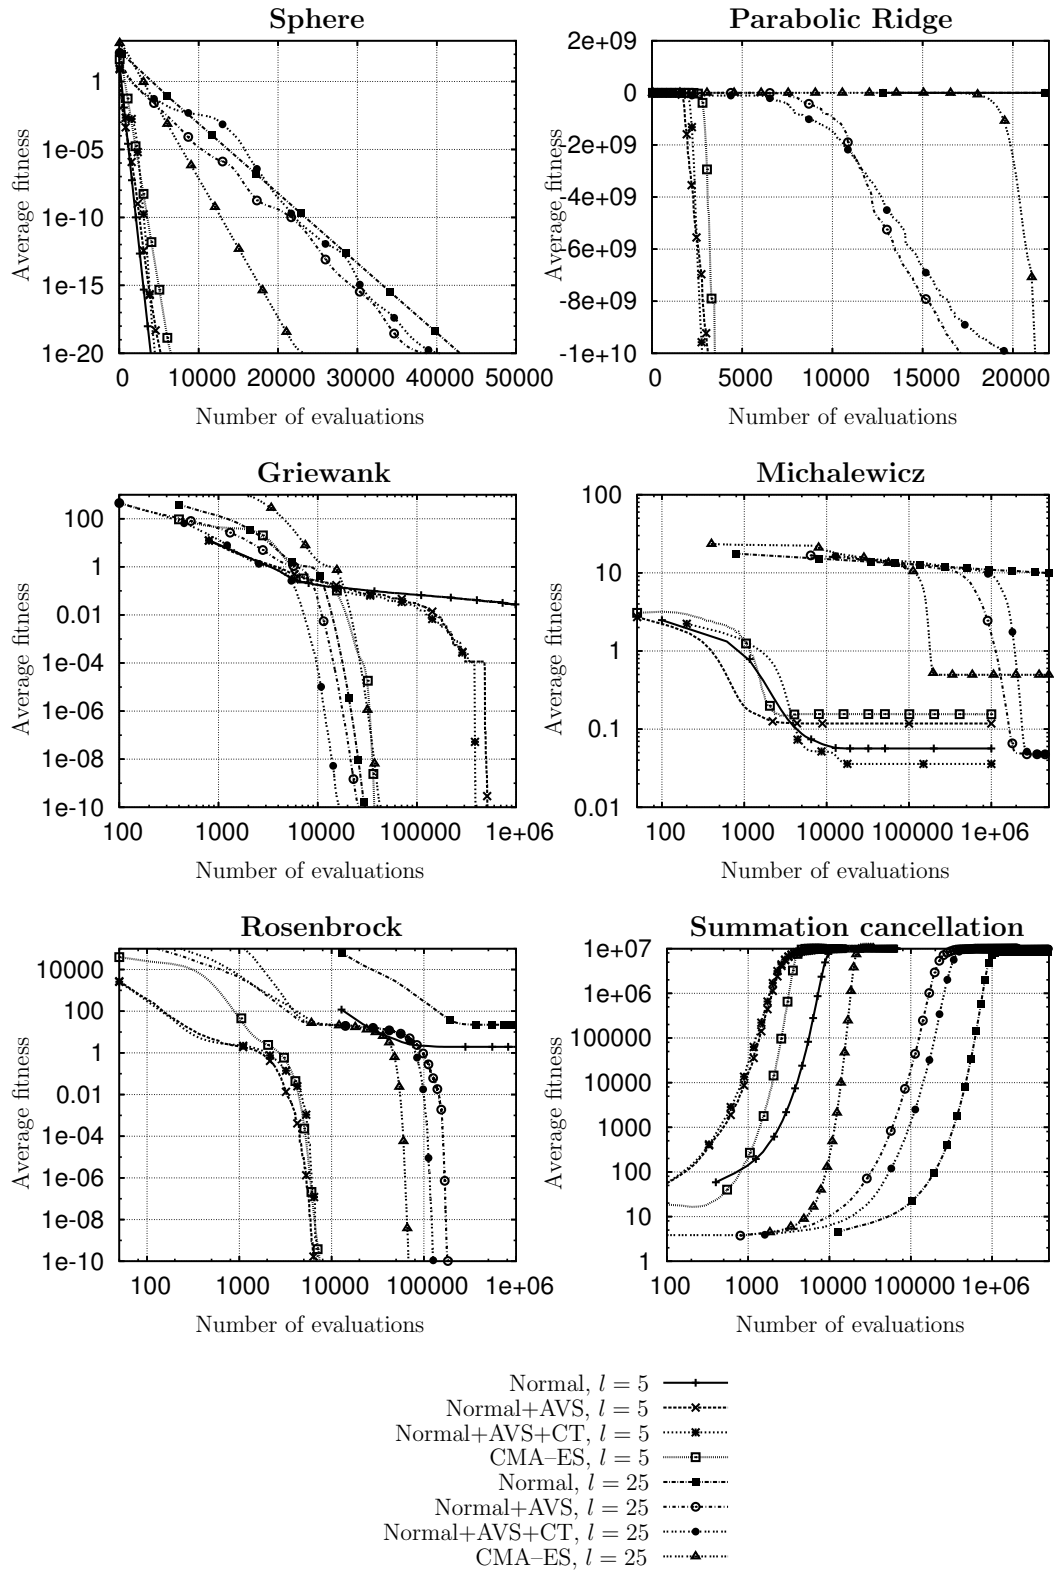 Sphere
Average fitness
1
1e-05
1e-10
1e-15
1e-20
0 10000 20000 30000 40000 50000
Number of evaluations
Parabolic Ridge
Average fitness
2e+09
0
-2e+09
-4e+09
-6e+09
-8e+09
-1e+10
0 5000 10000 15000 20000
Number of evaluations
Griewank
Average fitness
100
1
0.01
1e-04
1e-06
1e-08
1e-10
100 1000 10000 100000 1e+06
Number of evaluations
Michalewicz
Average fitness
100
10
1
0.1
0.01
100 1000 10000 100000 1e+06
Number of evaluations
Rosenbrock
Average fitness
10000
100
1
0.01
1e-04
1e-06
1e-08
1e-10
100 1000 10000 100000 1e+06
Number of evaluations
Summation cancellation
Average fitness
1e+07
1e+06
100000
10000
1000
100
10
1
100 1000 10000 100000 1e+06
Number of evaluations
Normal, l = 5
Normal+AVS, l = 5
Normal+AVS+CT, l = 5
CMA–ES, l = 5
Normal, l = 25
Normal+AVS, l = 25
Normal+AVS+CT, l = 25
CMA–ES, l = 25